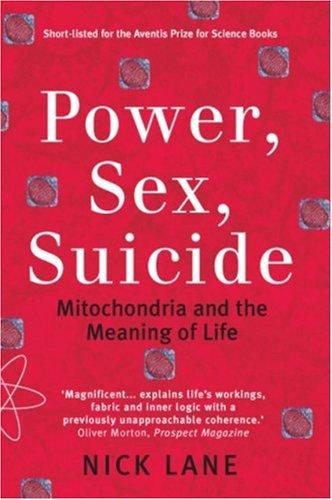 Short-listed for the Aventis Prize for Science Books
Power,
Sex,
Suicide
Mitochondria and the
Meaning of Life
'Magnificent... explains life's workings,
fabric and inner logic with a
previously unapproachable coherence.'
Oliver Morton, Prospect Magazine
NICK LANE